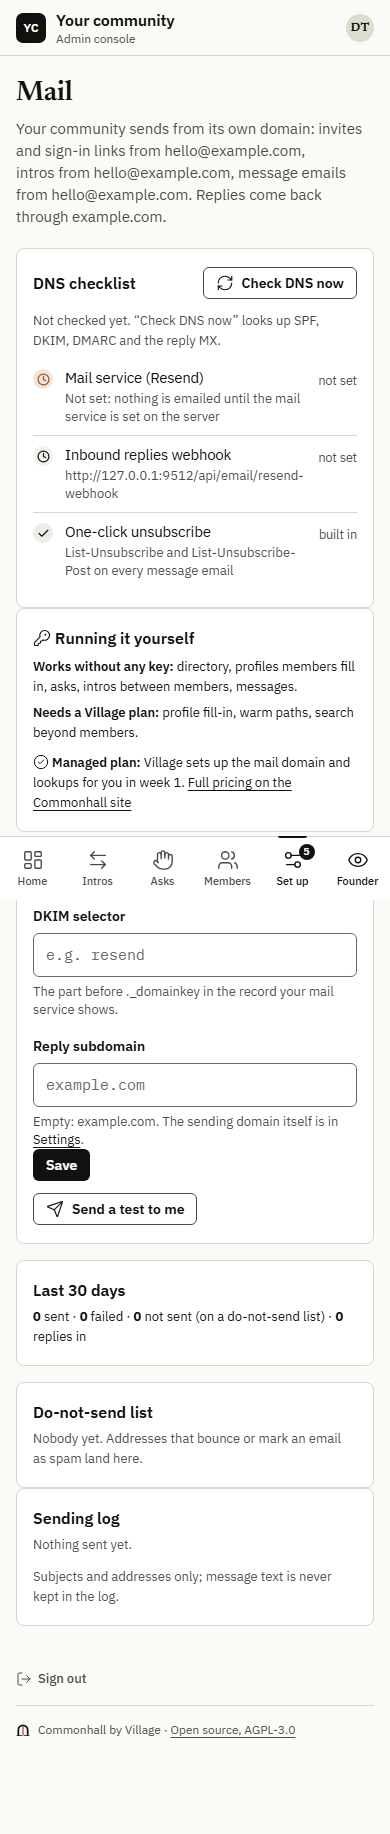 YC
Your community
Admin console
DT
Mail
Your community sends from its own domain: invites
and sign-in links from hello@example.com,
intros from hello@example.com, message emails
from hello@example.com. Replies come back
through example.com.
DNS checklist
Check DNS now
Not checked yet. “Check DNS now” looks up SPF,
DKIM, DMARC and the reply MX.
Mail service (Resend)
not set
Not set: nothing is emailed until the mail
service is set on the server
Inbound replies webhook
not set
http://127.0.0.1:9512/api/email/resend-
webhook
One-click unsubscribe
built in
List-Unsubscribe and List-Unsubscribe-
Post on every message email
Running it yourself
Works without any key: directory, profiles members fill
in, asks, intros between members, messages.
Needs a Village plan: profile fill-in, warm paths, search
beyond members.
Managed plan: Village sets up the mail domain and
lookups for you in week 1. Full pricing on the
Commonhall site
5
Home
Intros
Asks
Members
Set up
Founder
DKIM selector
e.g. resend
The part before ._domainkey in the record your mail
service shows.
Reply subdomain
example.com
Empty: example.com. The sending domain itself is in
Settings.
Save
Send a test to me
Last 30 days
0 sent · 0 failed · 0 not sent (on a do-not-send list) · 0
replies in
Do-not-send list
Nobody yet. Addresses that bounce or mark an email
as spam land here.
Sending log
Nothing sent yet.
Subjects and addresses only; message text is never
kept in the log.
Sign out
Commonhall by Village · Open source, AGPL-3.0